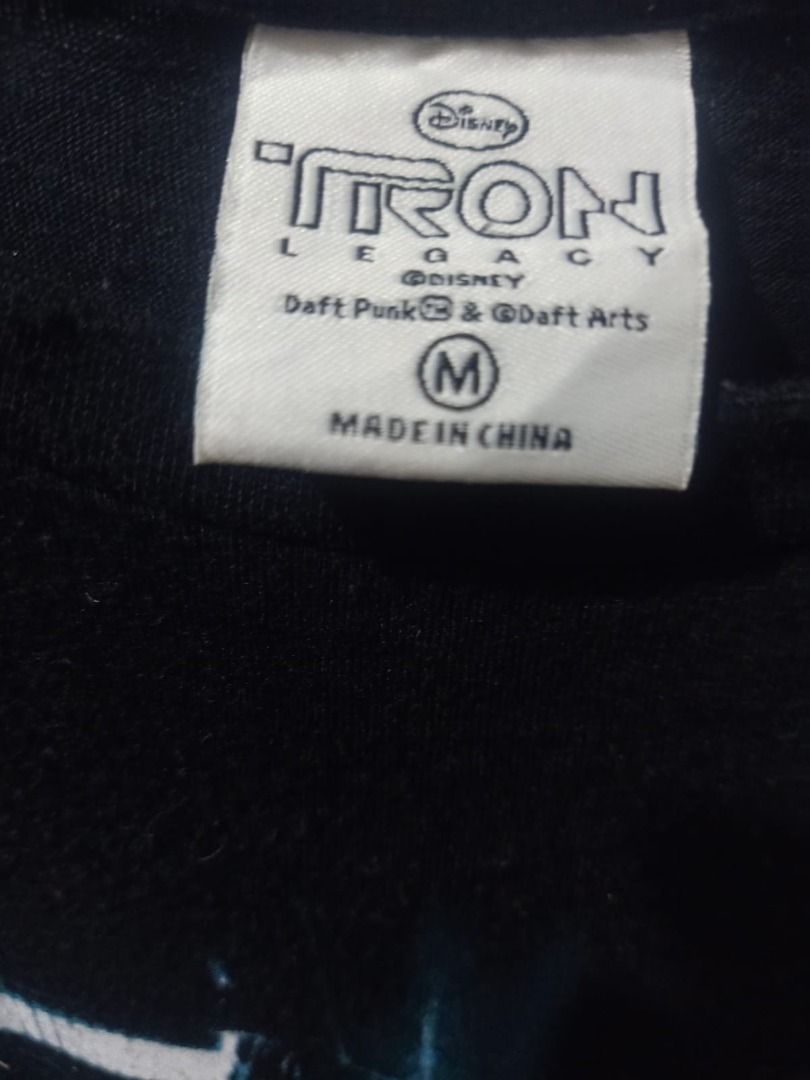 Disney
TRON
LEGACY
©DISNEY
Daft Punk™ & ©Daft Arts
M
MADE IN CHINA